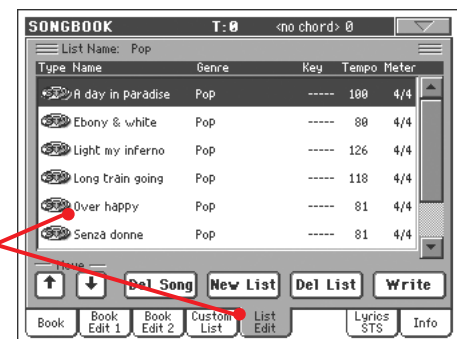 SONGBOOK T:0 <no chord> 0
List Name: Pop
Type Name Genre Key Tempo Meter
A day in paradise Pop ----- 100 4/4
Ebony & white Pop ----- 80 4/4
Light my inferno Pop ----- 126 4/4
Long train going Pop ----- 118 4/4
Over happy Pop ----- 81 4/4
Senza donne Pop ----- 81 4/4
Move
Del Song New List Del List Write
Book Book Edit 1 Book Edit 2 Custom List List Edit Lyrics STS Info